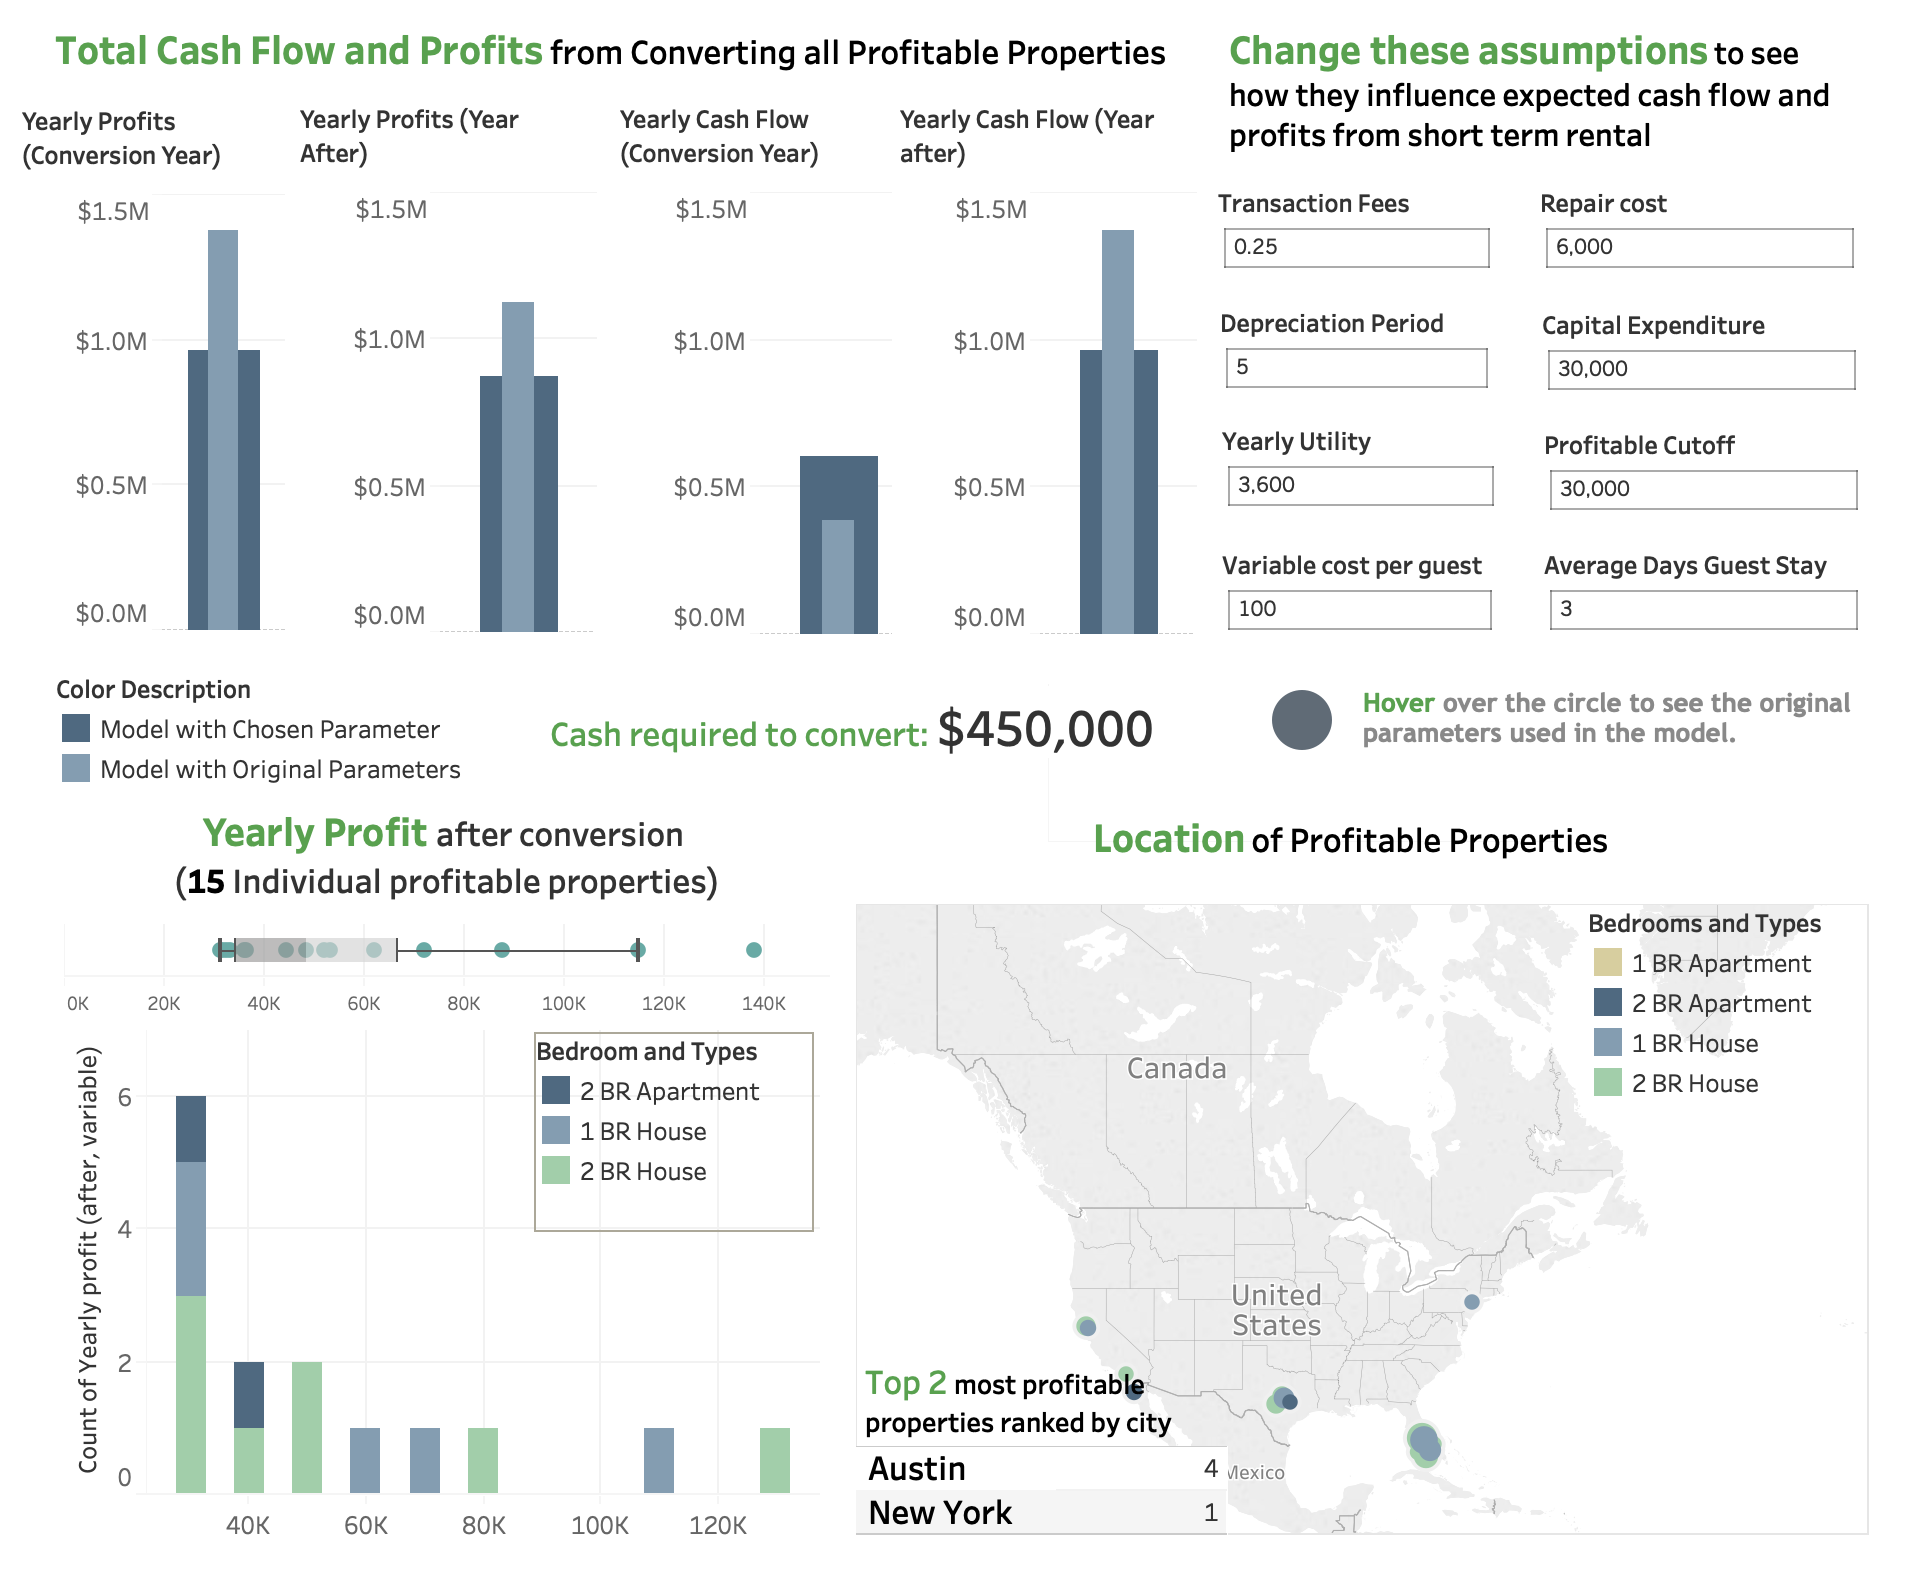 Total Cash Flow and Profits from Converting all Profitable Properties
Yearly Profits
(Conversion Year)
$1.5M
$1.0M
$0.5M
$0.0M
Yearly Profits (Year
After)
$1.5M
$1.0M
$0.5M
$0.0M
Yearly Cash Flow
(Conversion Year)
$1.5M
$1.0M
$0.5M
$0.0M
Yearly Cash Flow (Year
after)
$1.5M
$1.0M
$0.5M
$0.0M
Change these assumptions to see
how they influence expected cash flow and
profits from short term rental
Transaction Fees
0.25
Repair cost
6,000
Depreciation Period
5
Capital Expenditure
30,000
Yearly Utility
3,600
Profitable Cutoff
30,000
Variable cost per guest
100
Average Days Guest Stay
3
Color Description
Model with Chosen Parameter
Model with Original Parameters
Cash required to convert: $450,000
Hover over the circle to see the original
parameters used in the model.
Yearly Profit after conversion
(15 Individual profitable properties)
0K 20K 40K 60K 80K 100K 120K 140K
Count of Yearly profit (after, variable)
6
4
2
0
Bedroom and Types
2 BR Apartment
1 BR House
2 BR House
40K 60K 80K 100K 120K
Location of Profitable Properties
Bedrooms and Types
1 BR Apartment
2 BR Apartment
1 BR House
2 BR House
Canada
United
States
Mexico
Top 2 most profitable
properties ranked by city
Austin 4
New York 1